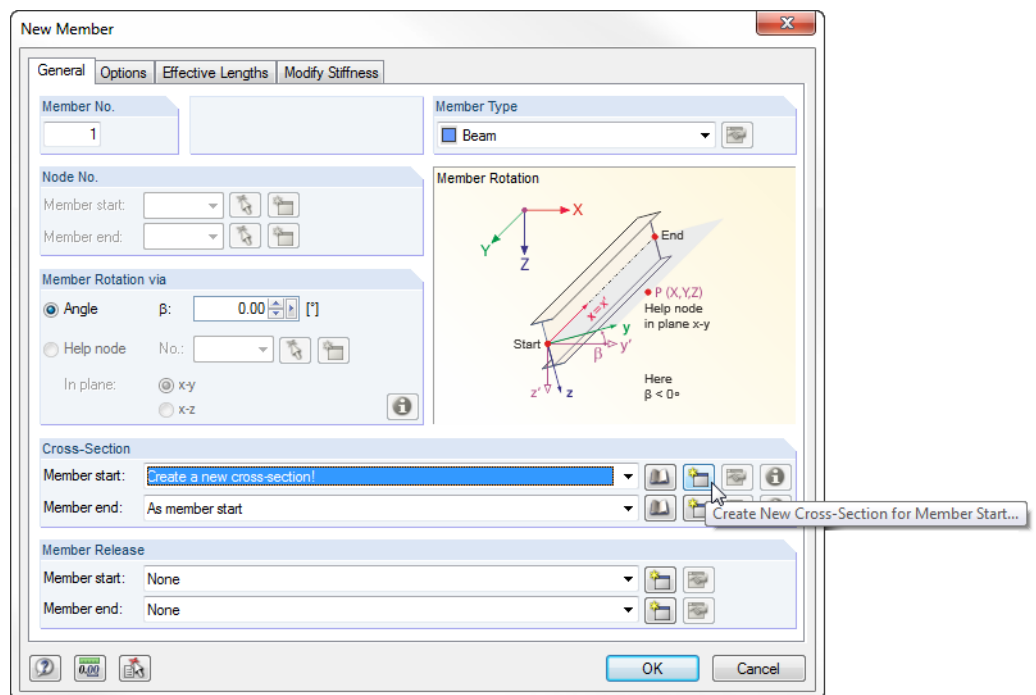 New Member
General Options Effective Lengths Modify Stiffness
Member No.
1
Member Type
Beam
Node No.
Member start:
Member end:
Member Rotation via
Angle β: 0.00 [°]
Help node No.:
In plane: x-y
x-z
Member Rotation
X
Y
Z
End
P (X,Y,Z)
Help node
in plane x-y
x=x'
y
Start
β
y'
z'
z
Here
β < 0°
Cross-Section
Member start: Create a new cross-section!
Member end: As member start
Create New Cross-Section for Member Start...
Member Release
Member start: None
Member end: None
0.00
OK Cancel